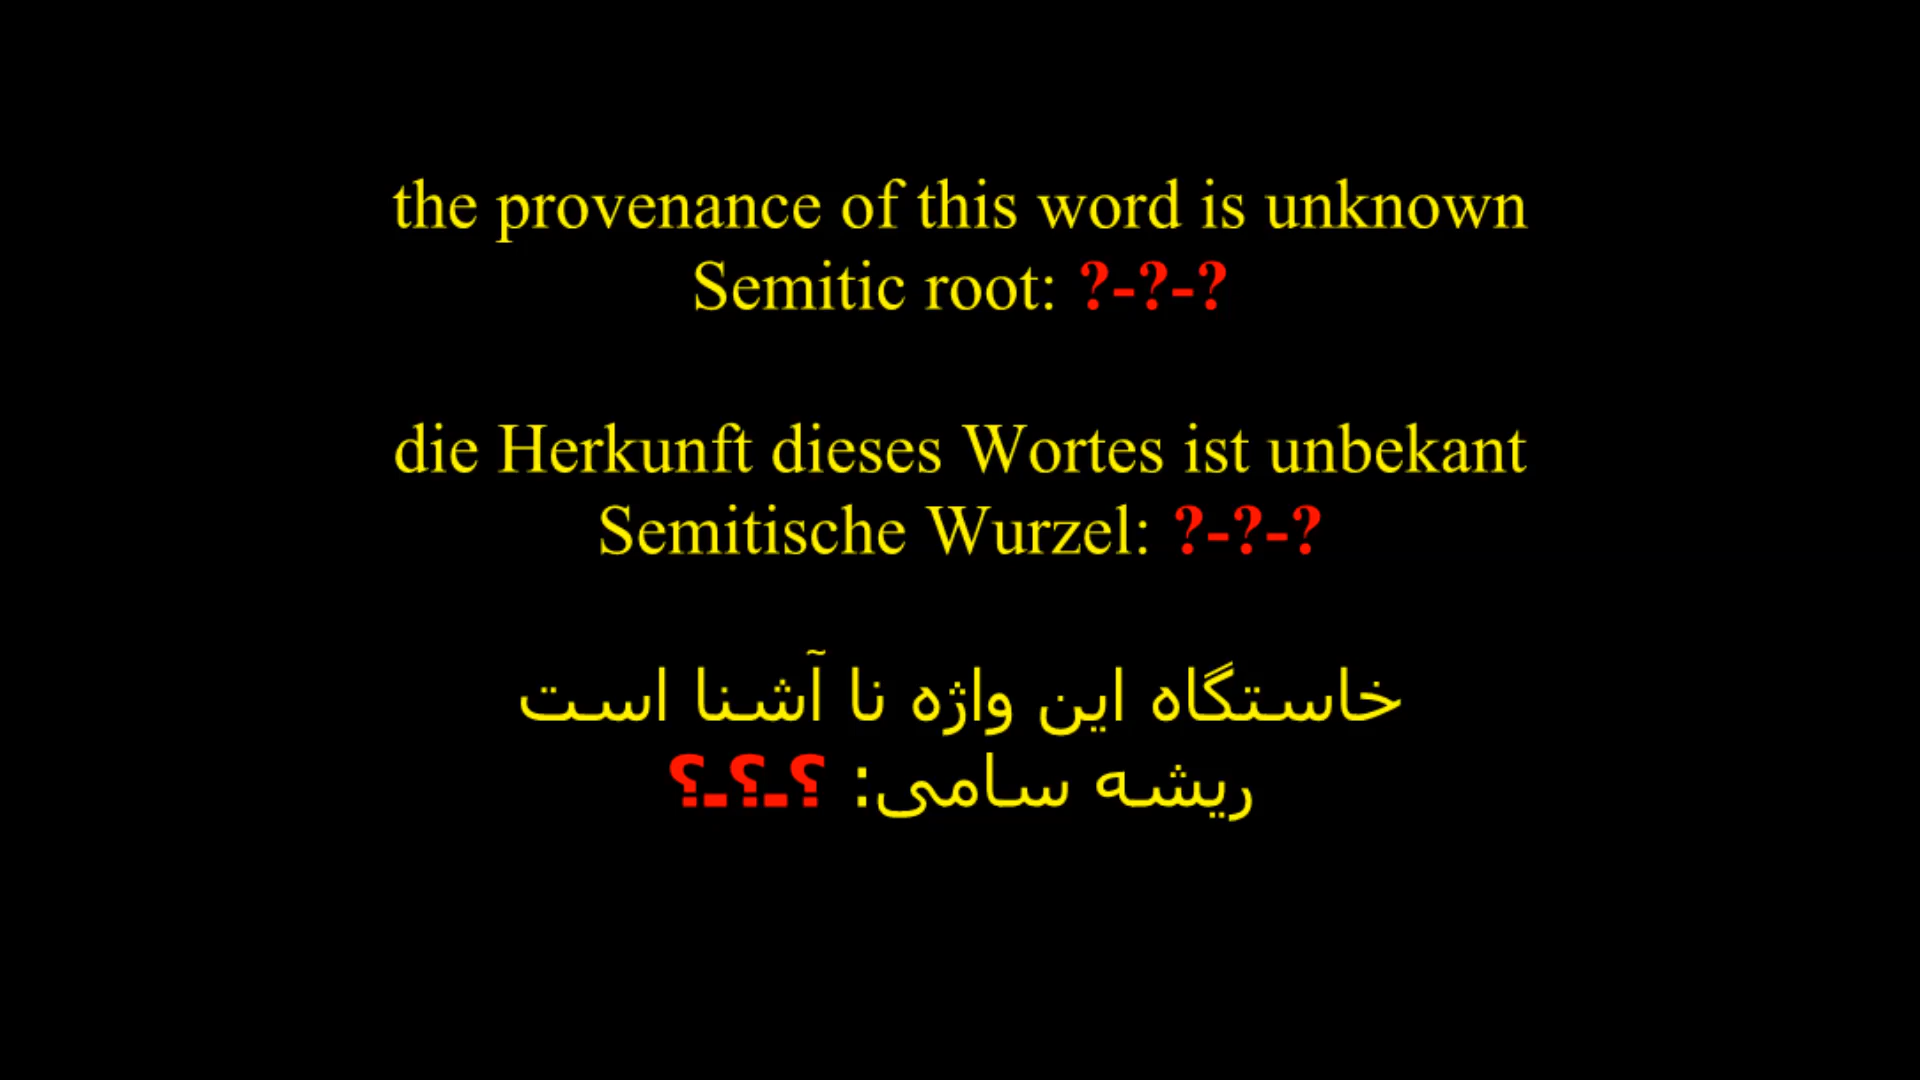 the provenance of this word is unknown
Semitic root: ?-?-?
die Herkunft dieses Wortes ist unbekant
Semitische Wurzel: ?-?-?
خاستگاه این واژه نا آشنا است
ریشه سامی: ؟-؟-؟